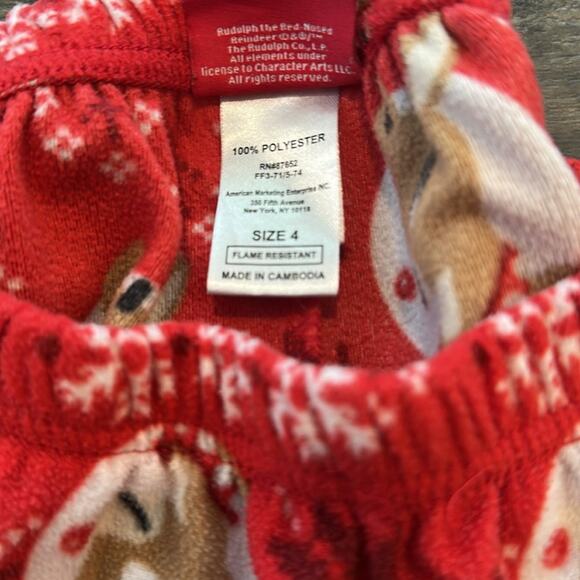 Rudolph the Red-Nosed
Reindeer ©&®/™
The Rudolph Co., L.P.
All elements under
license to Character Arts LLC.
All rights reserved.
100% POLYESTER
RN#87652
FF3-71/5-74
American Marketing Enterprise INC.
350 Fifth Avenue
New York, NY 10118
SIZE 4
FLAME RESISTANT
MADE IN CAMBODIA